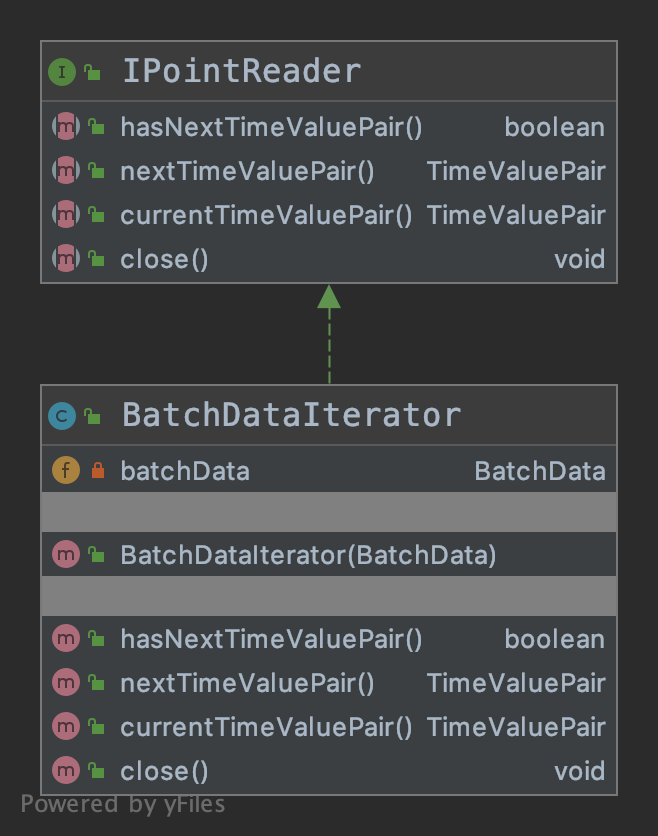 I IPointReader
m hasNextTimeValuePair() boolean
m nextTimeValuePair() TimeValuePair
m currentTimeValuePair() TimeValuePair
m close() void
C BatchDataIterator
f batchData BatchData
m BatchDataIterator(BatchData)
m hasNextTimeValuePair() boolean
m nextTimeValuePair() TimeValuePair
m currentTimeValuePair() TimeValuePair
m close() void
Powered by yFiles